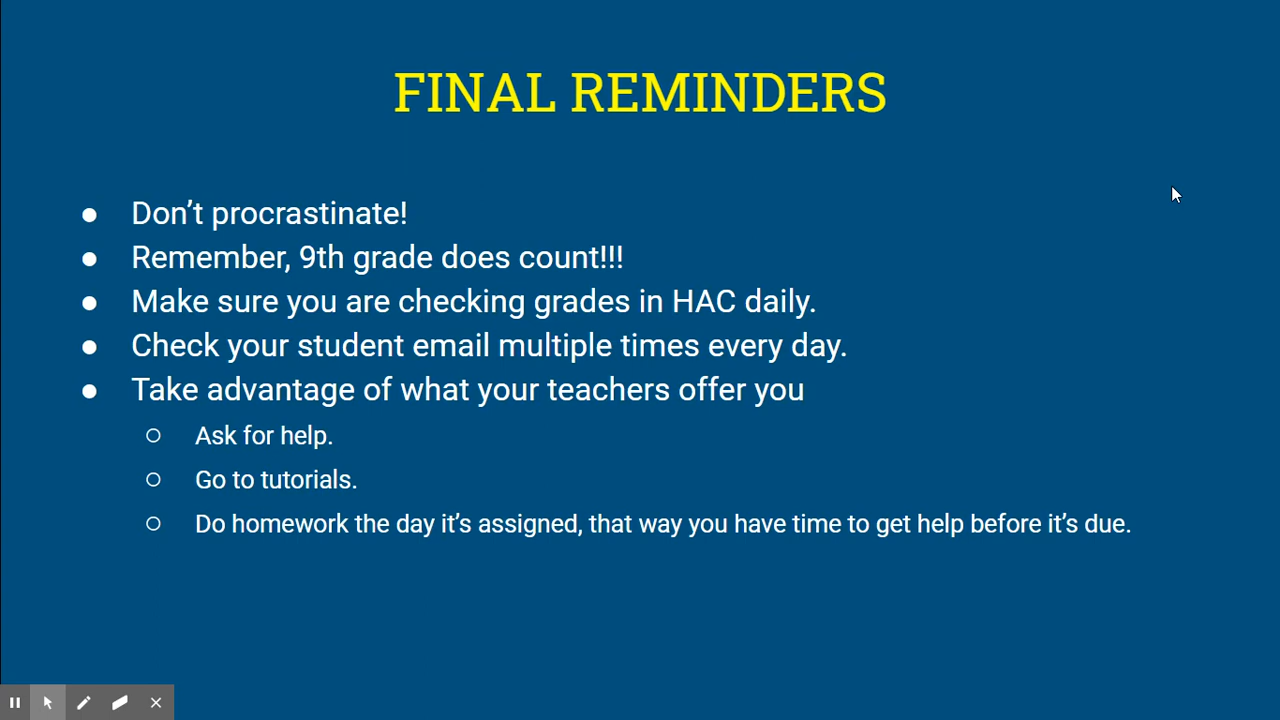 FINAL REMINDERS
● Don’t procrastinate!
● Remember, 9th grade does count!!!
● Make sure you are checking grades in HAC daily.
● Check your student email multiple times every day.
● Take advantage of what your teachers offer you
○ Ask for help.
○ Go to tutorials.
○ Do homework the day it’s assigned, that way you have time to get help before it’s due.